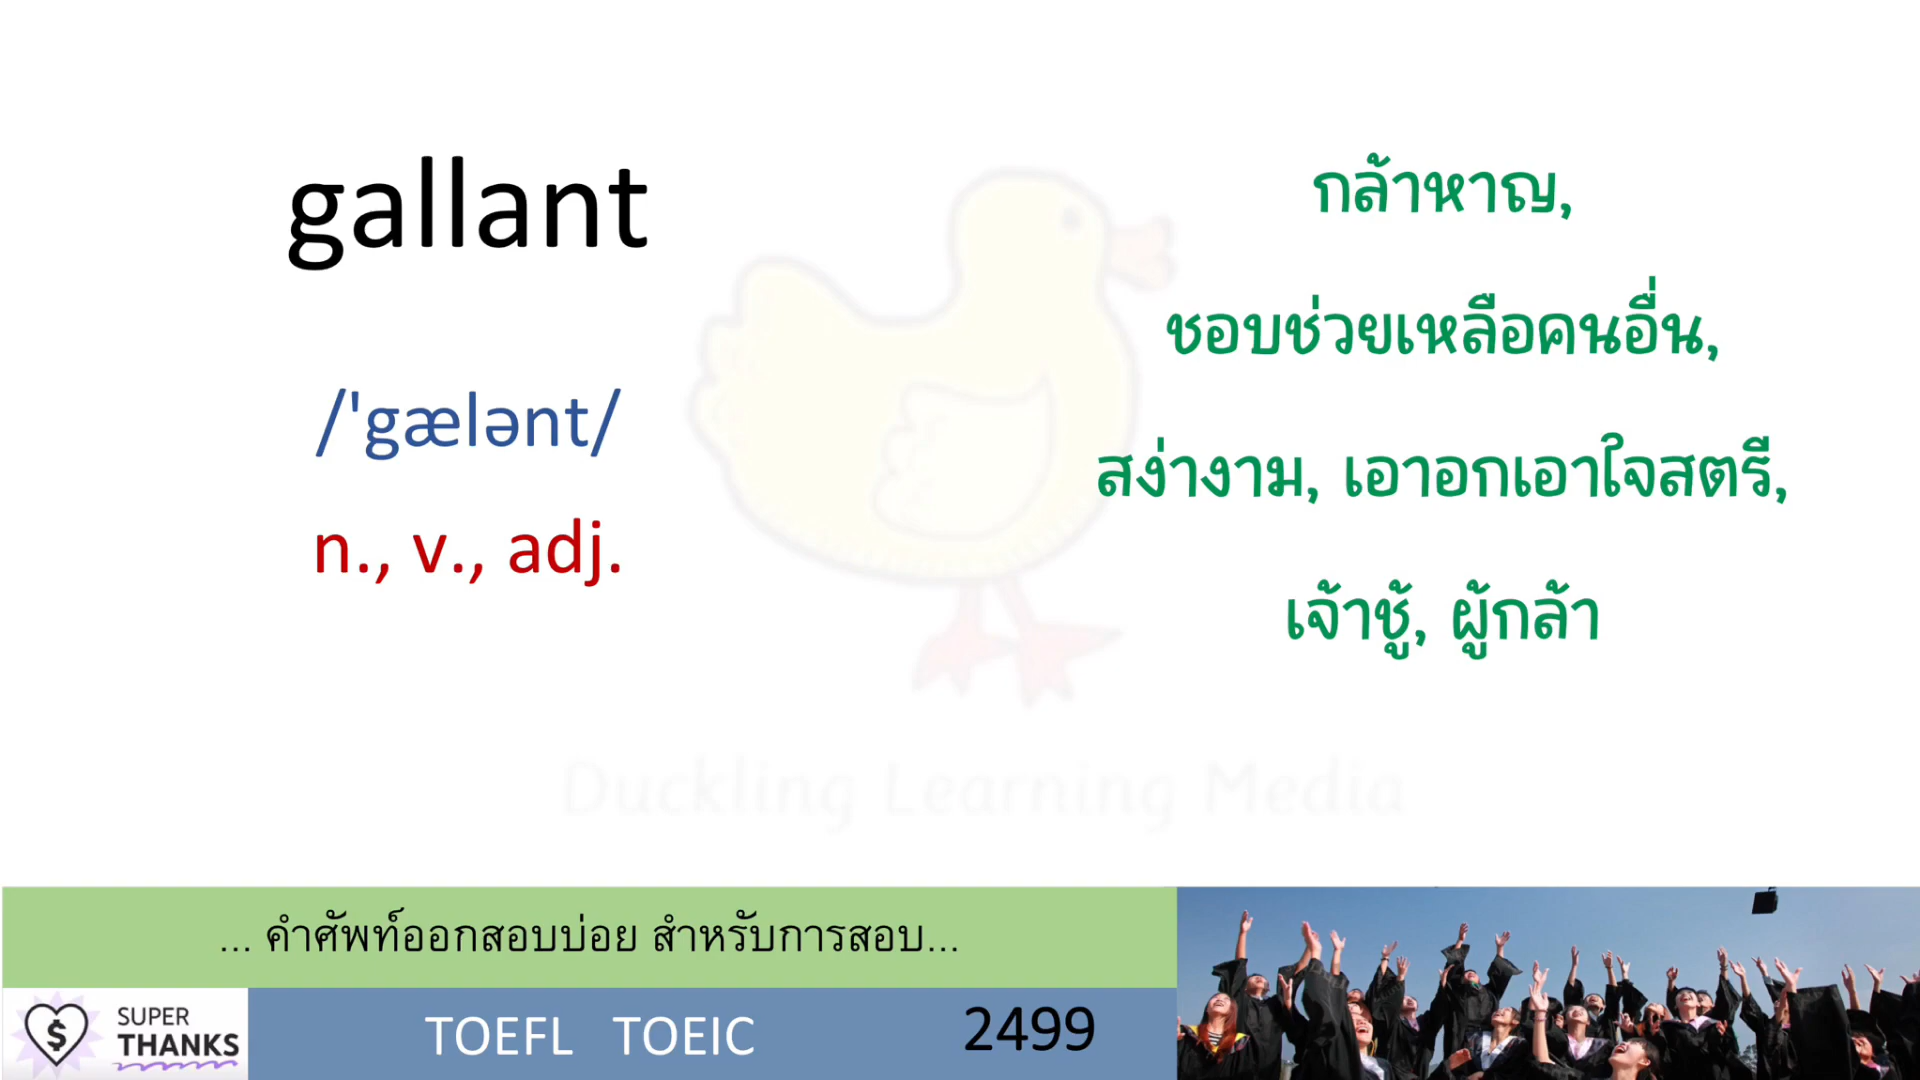 gallant
/'gælənt/
n., v., adj.
กล้าหาญ,
ชอบช่วยเหลือคนอื่น,
สง่างาม, เอาอกเอาใจสตรี,
เจ้าชู้, ผู้กล้า
Duckling Learning Media
... คำศัพท์ออกสอบบ่อย สำหรับการสอบ...
SUPER
THANKS
TOEFL TOEIC
2499